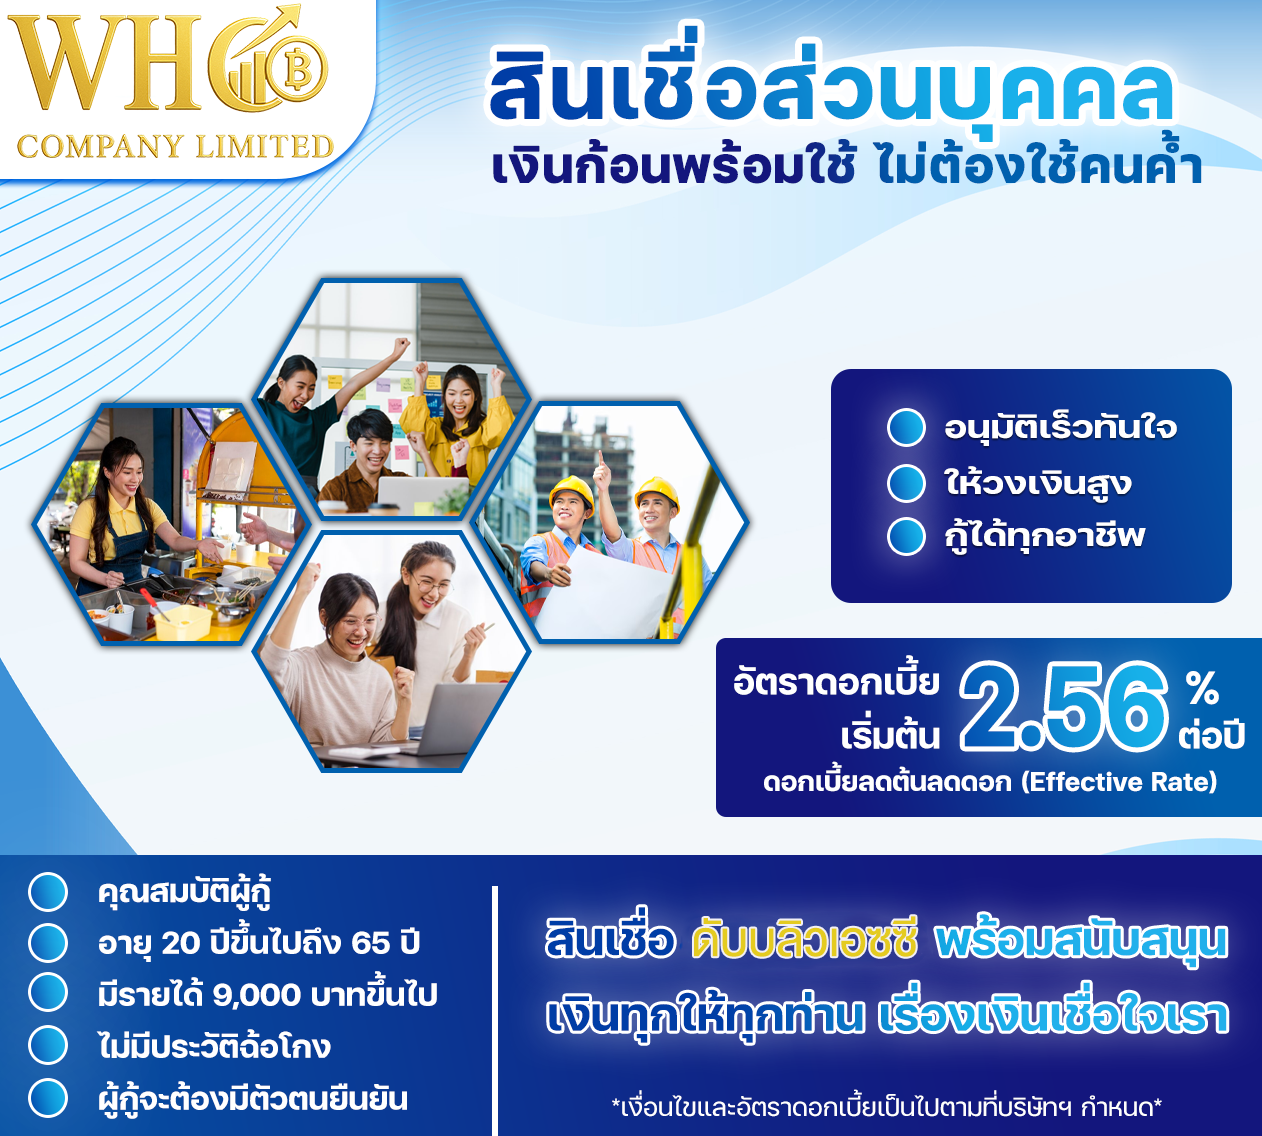 WHC
COMPANY LIMITED
สินเชื่อส่วนบุคคล
เงินก้อนพร้อมใช้ ไม่ต้องใช้คนค้ำ
อนุมัติเร็วทันใจ
ให้วงเงินสูง
กู้ได้ทุกอาชีพ
อัตราดอกเบี้ย
เริ่มต้น 2.56 % ต่อปี
ดอกเบี้ยลดต้นลดดอก (Effective Rate)
คุณสมบัติผู้กู้
อายุ 20 ปีขึ้นไปถึง 65 ปี
มีรายได้ 9,000 บาทขึ้นไป
ไม่มีประวัติฉ้อโกง
ผู้กู้จะต้องมีตัวตนยืนยัน
สินเชื่อ ดับบลิวเอชซี พร้อมสนับสนุน
เงินทุกให้ทุกท่าน เรื่องเงินเชื่อใจเรา
*เงื่อนไขและอัตราดอกเบี้ยเป็นไปตามที่บริษัทฯ กำหนด*